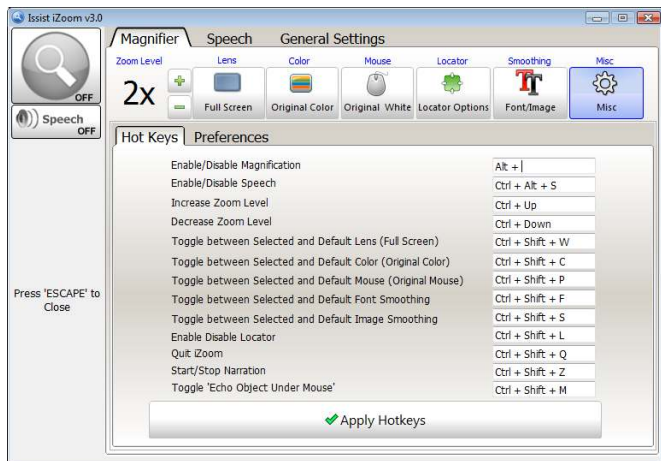 Issist iZoom v3.0
OFF
Speech
OFF
Press 'ESCAPE' to
Close
Magnifier Speech General Settings
Zoom Level Lens Color Mouse Locator Smoothing Misc
2x
Full Screen Original Color Original White Locator Options Font/Image Misc
Hot Keys Preferences
Enable/Disable Magnification Alt +
Enable/Disable Speech Ctrl + Alt + S
Increase Zoom Level Ctrl + Up
Decrease Zoom Level Ctrl + Down
Toggle between Selected and Default Lens (Full Screen) Ctrl + Shift + W
Toggle between Selected and Default Color (Original Color) Ctrl + Shift + C
Toggle between Selected and Default Mouse (Original Mouse) Ctrl + Shift + P
Toggle between Selected and Default Font Smoothing Ctrl + Shift + F
Toggle between Selected and Default Image Smoothing Ctrl + Shift + S
Enable Disable Locator Ctrl + Shift + L
Quit iZoom Ctrl + Shift + Q
Start/Stop Narration Ctrl + Shift + Z
Toggle 'Echo Object Under Mouse' Ctrl + Shift + M
Apply Hotkeys